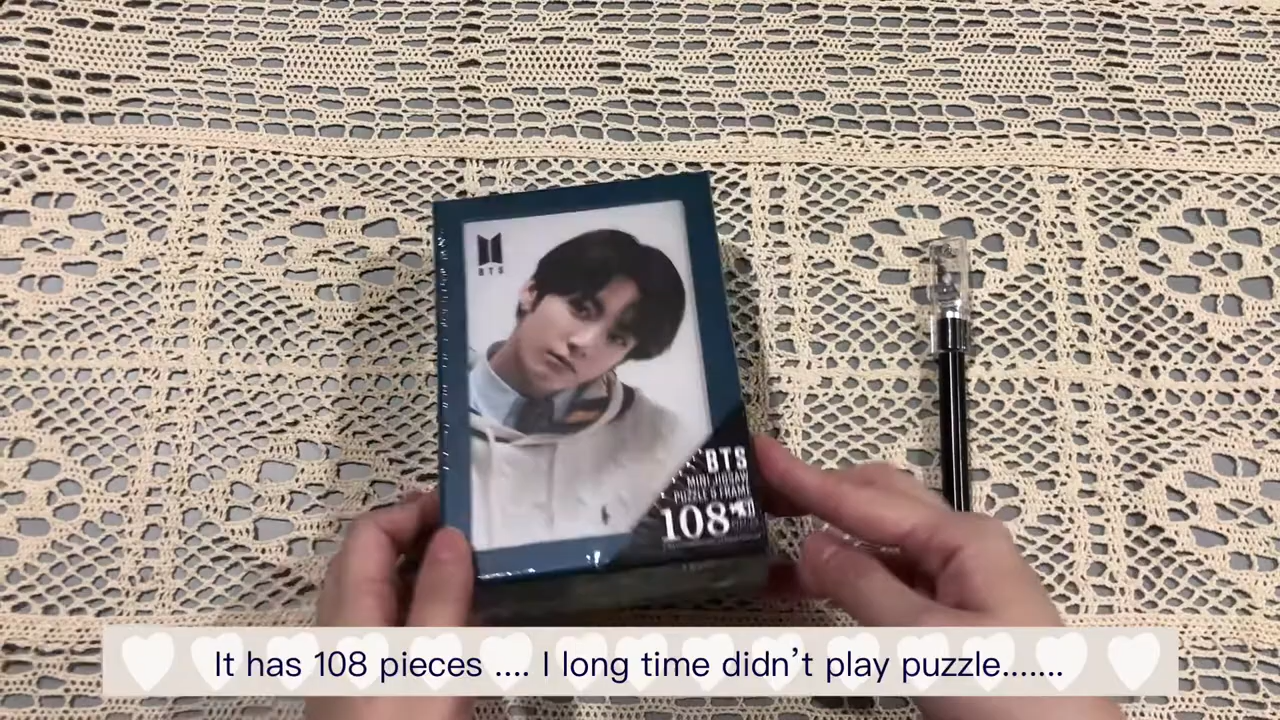 BTS
BTS
MINI JIGSAW
PUZZLE & FRAME
108
It has 108 pieces .... I long time didn't play puzzle.......